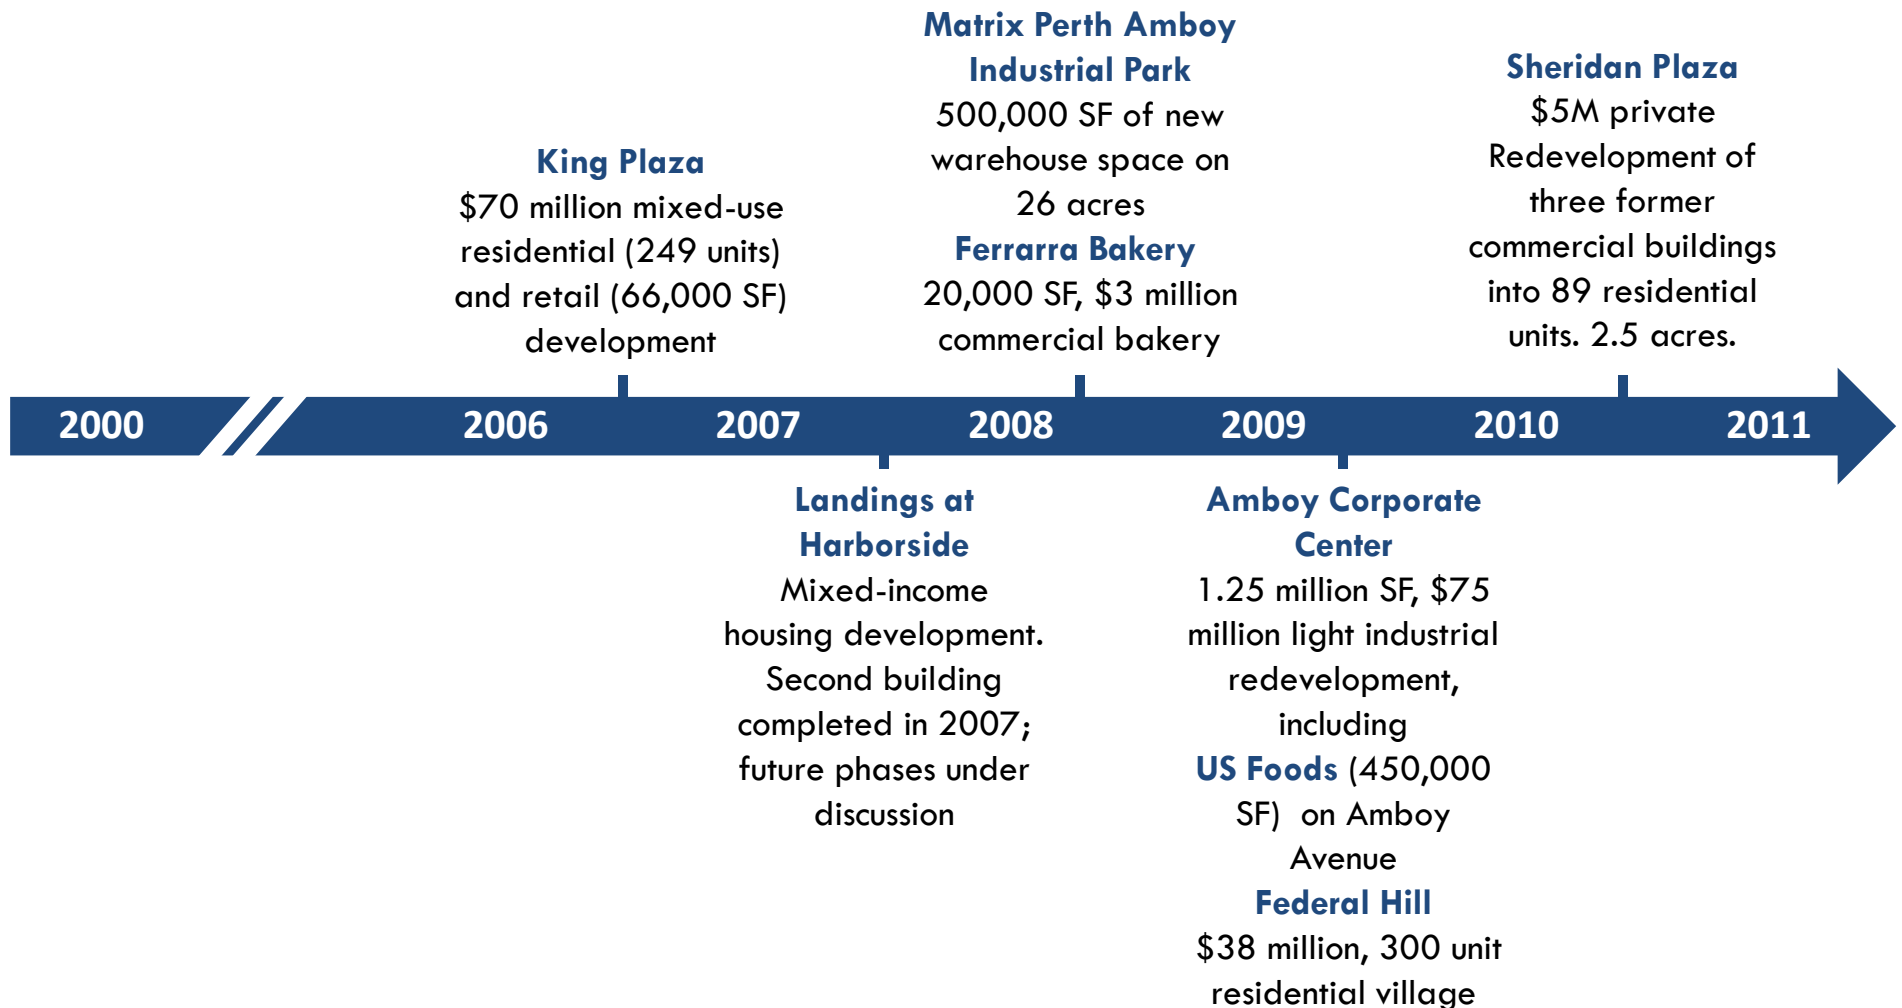 Matrix Perth Amboy
Industrial Park
500,000 SF of new
warehouse space on
26 acres
Ferrarra Bakery
20,000 SF, $3 million
commercial bakery
Sheridan Plaza
$5M private
Redevelopment of
three former
commercial buildings
into 89 residential
units. 2.5 acres.
King Plaza
$70 million mixed-use
residential (249 units)
and retail (66,000 SF)
development
2000 2006 2007 2008 2009 2010 2011
Landings at
Harborside
Mixed-income
housing development.
Second building
completed in 2007;
future phases under
discussion
Amboy Corporate
Center
1.25 million SF, $75
million light industrial
redevelopment,
including
US Foods (450,000
SF)  on Amboy
Avenue
Federal Hill
$38 million, 300 unit
residential village